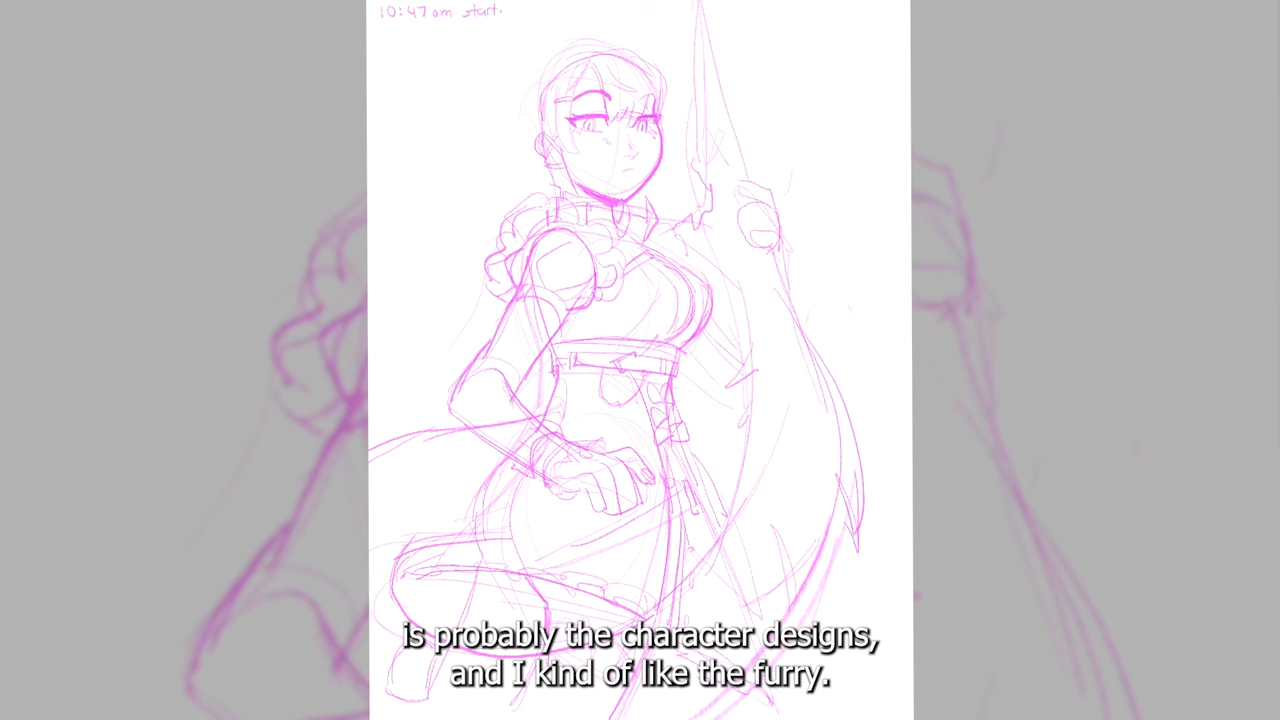 10:47 am start.
is probably the character designs,
and I kind of like the furry.